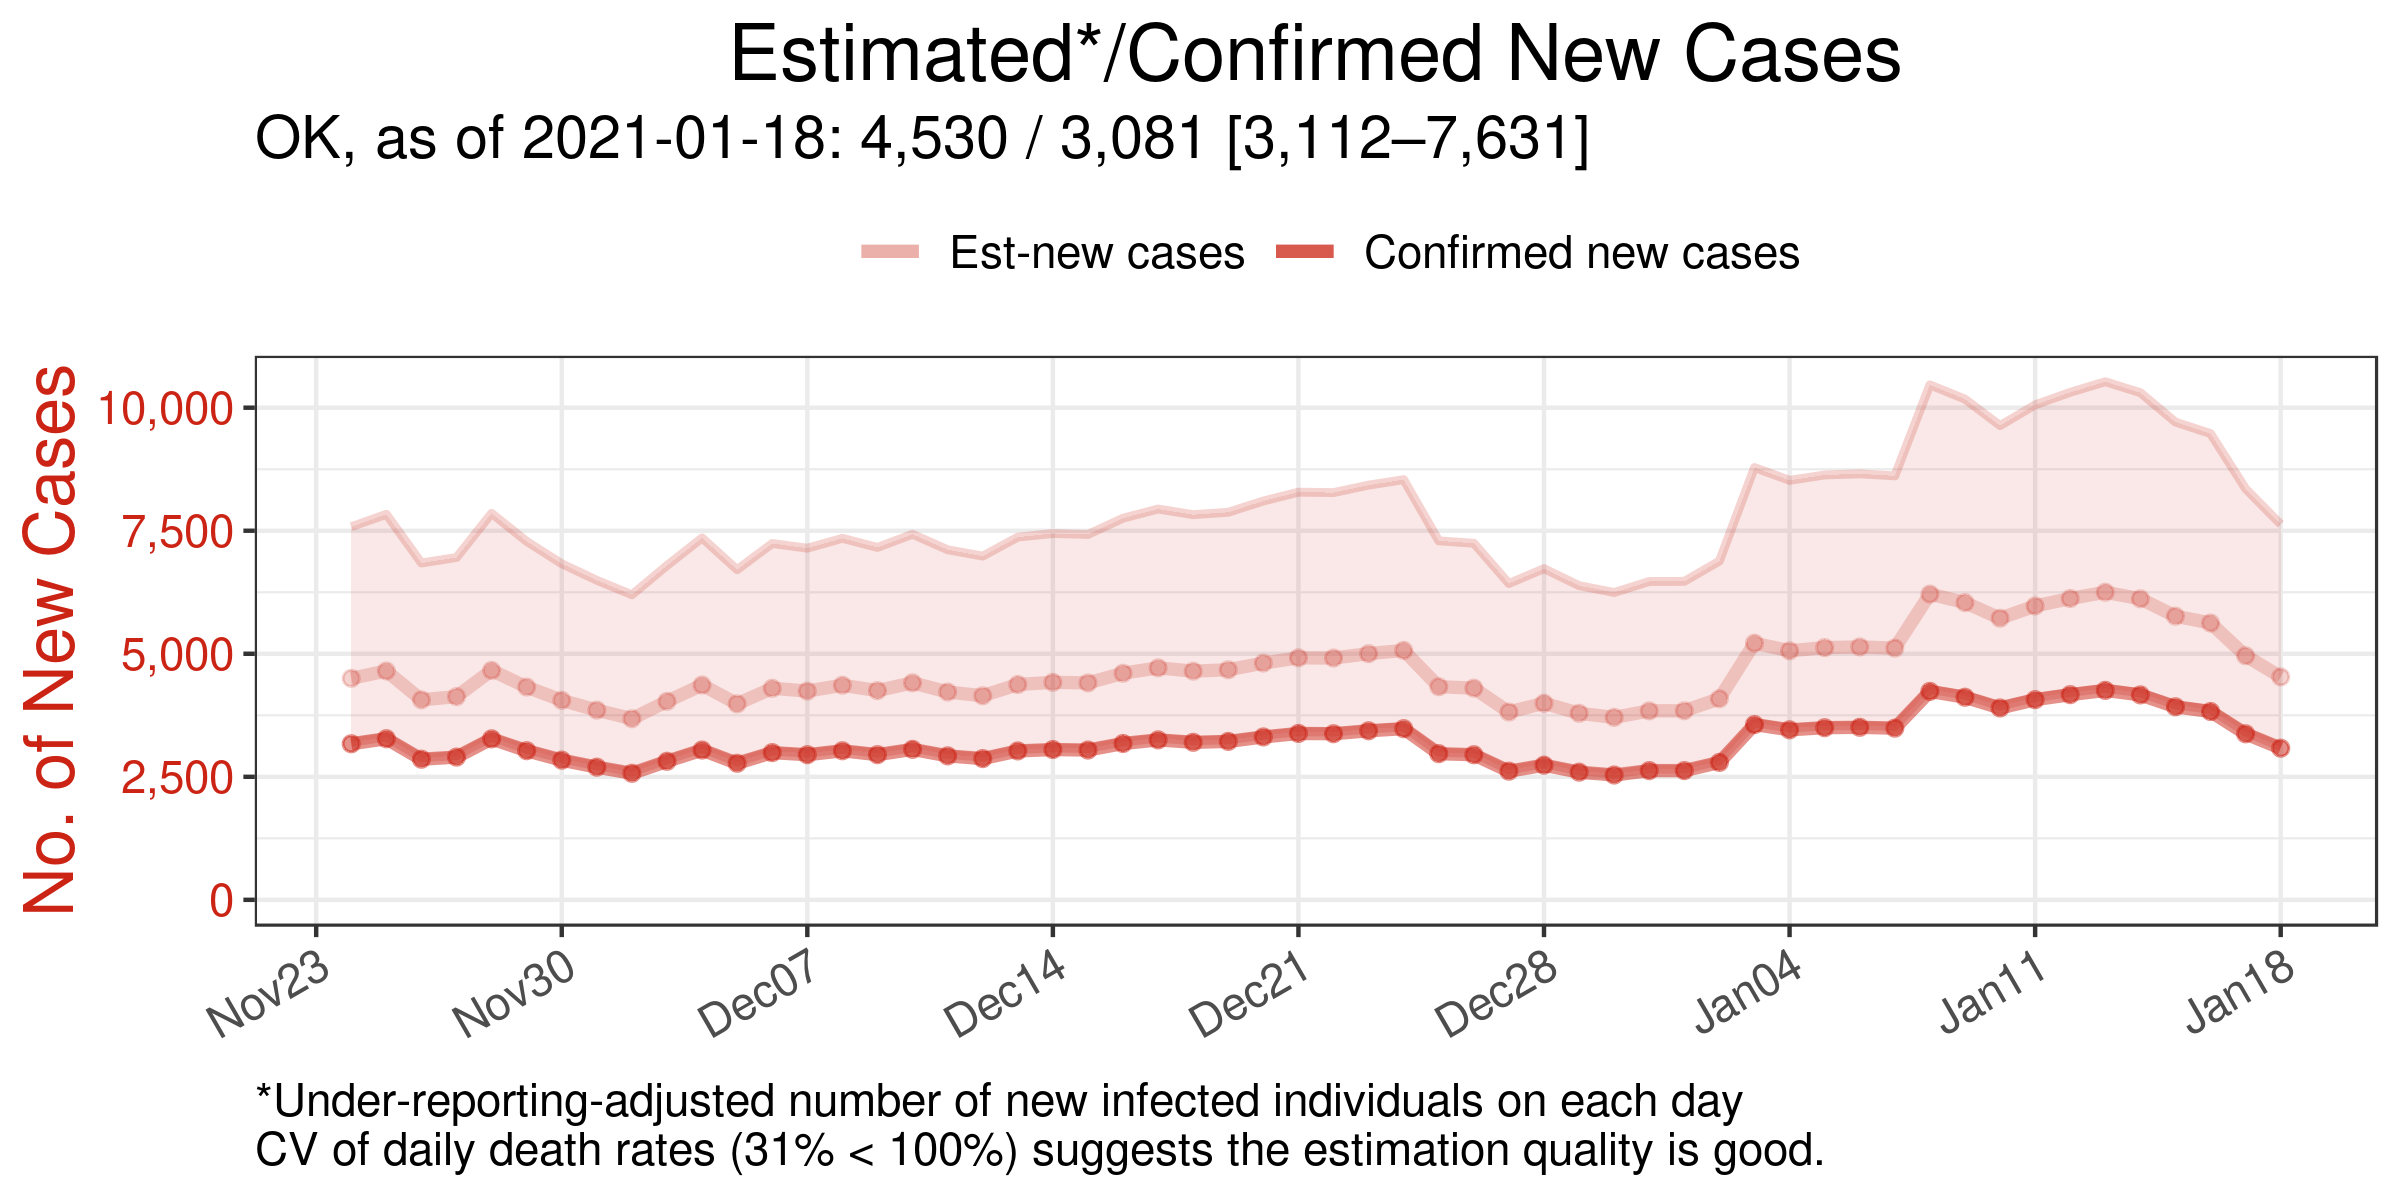 Estimated*/Confirmed New Cases
OK, as of 2021-01-18: 4,530 / 3,081 [3,112–7,631]
Est-new cases
Confirmed new cases
No. of New Cases
10,000
7,500
5,000
2,500
0
Nov23
Nov30
Dec07
Dec14
Dec21
Dec28
Jan04
Jan11
Jan18
*Under-reporting-adjusted number of new infected individuals on each day
CV of daily death rates (31% < 100%) suggests the estimation quality is good.